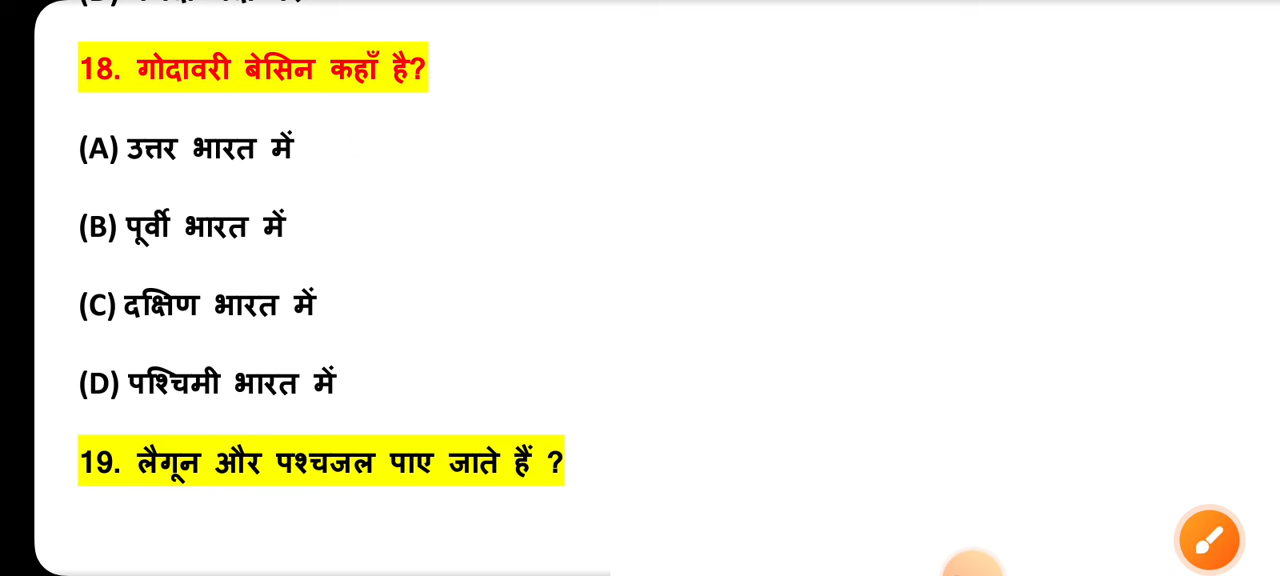 18. गोदावरी बेसिन कहाँ है?
(A) उत्तर भारत में
(B) पूर्वी भारत में
(C) दक्षिण भारत में
(D) पश्चिमी भारत में
19. लैगून और पश्चजल पाए जाते हैं ?